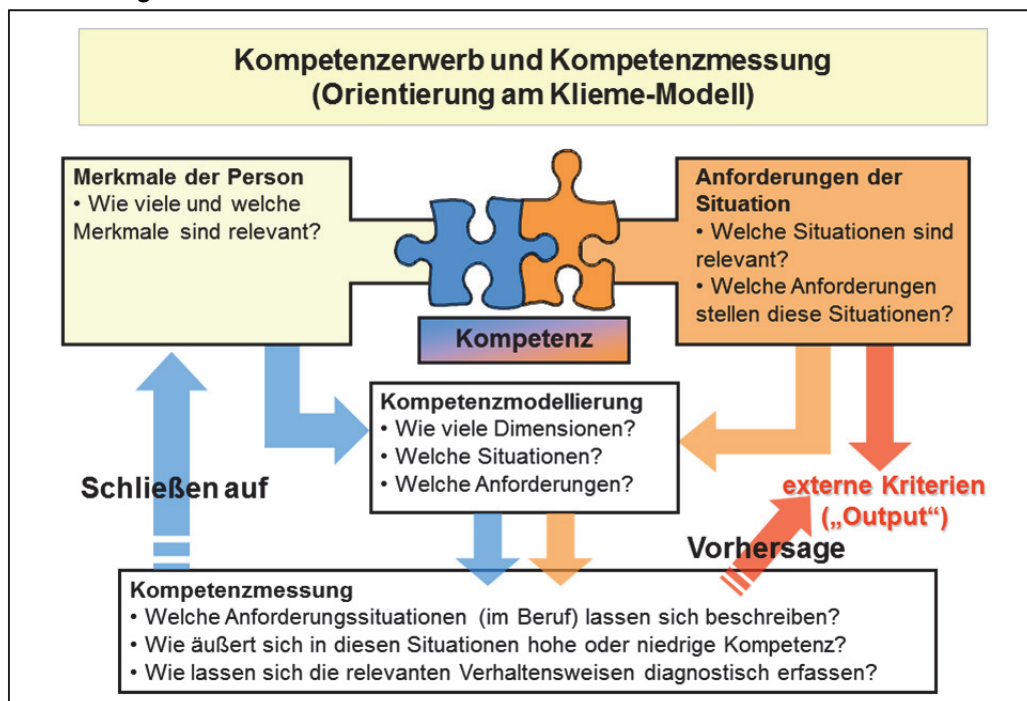 Kompetenzerwerb und Kompetenzmessung
(Orientierung am Klieme-Modell)
Merkmale der Person
• Wie viele und welche
Merkmale sind relevant?
Anforderungen der
Situation
• Welche Situationen sind
relevant?
• Welche Anforderungen
stellen diese Situationen?
Kompetenz
Kompetenzmodellierung
• Wie viele Dimensionen?
• Welche Situationen?
• Welche Anforderungen?
Schließen auf
externe Kriterien
(„Output“)
Vorhersage
Kompetenzmessung
• Welche Anforderungssituationen (im Beruf) lassen sich beschreiben?
• Wie äußert sich in diesen Situationen hohe oder niedrige Kompetenz?
• Wie lassen sich die relevanten Verhaltensweisen diagnostisch erfassen?